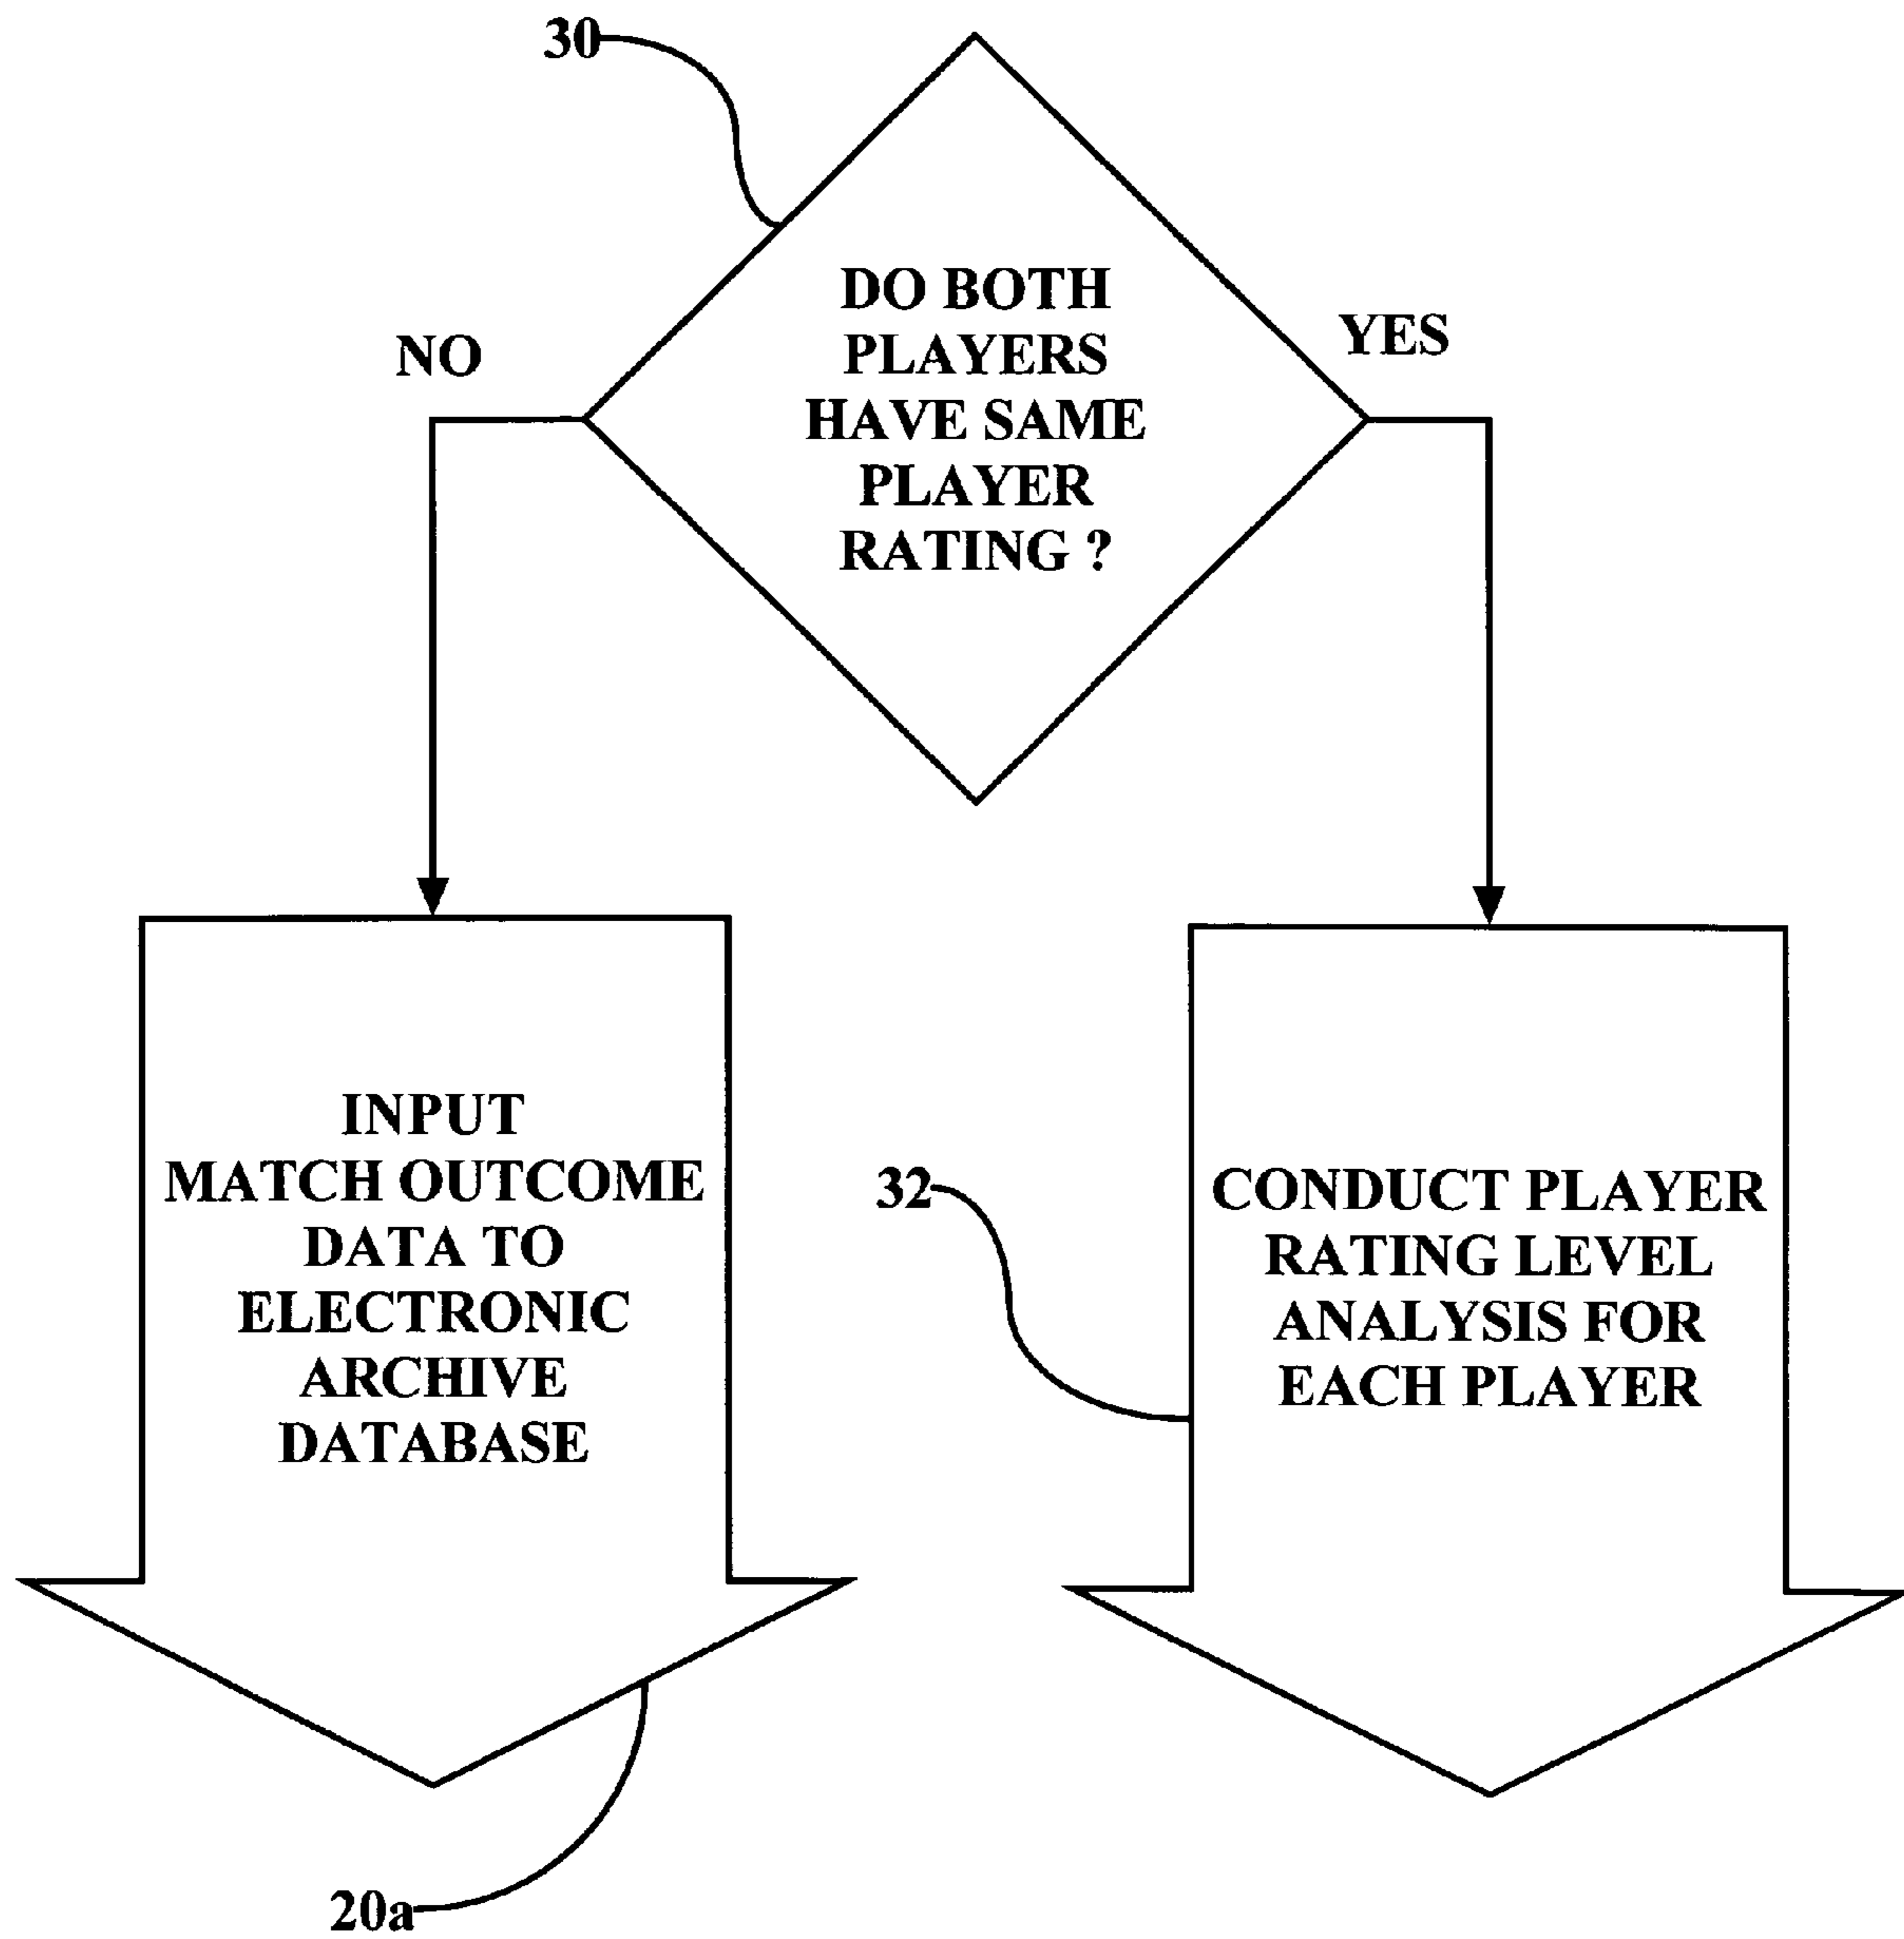 30
DO BOTH
PLAYERS
HAVE SAME
PLAYER
RATING ?
NO
YES
INPUT
MATCH OUTCOME
DATA TO
ELECTRONIC
ARCHIVE
DATABASE
32
CONDUCT PLAYER
RATING LEVEL
ANALYSIS FOR
EACH PLAYER
20a